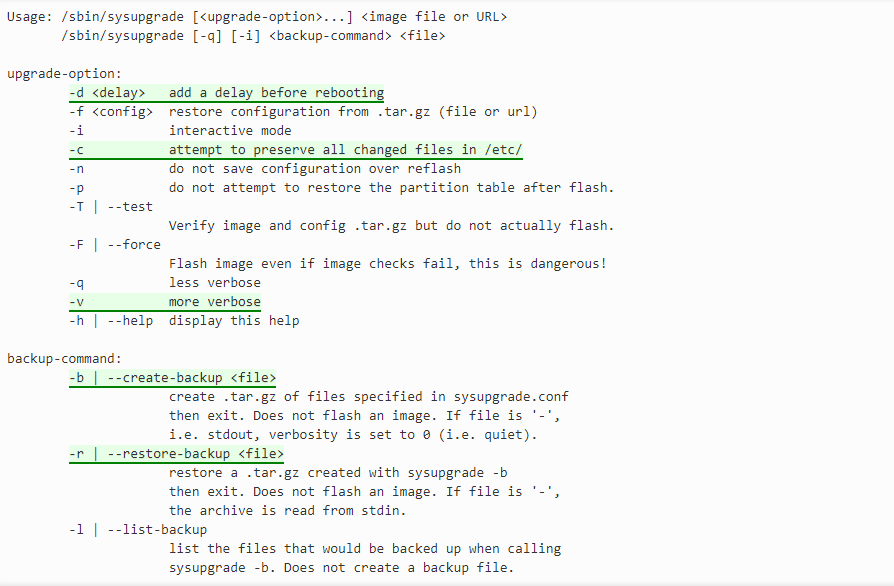 Usage: /sbin/sysupgrade [<upgrade-option>...] <image file or URL>
       /sbin/sysupgrade [-q] [-i] <backup-command> <file>

upgrade-option:
        -d <delay>   add a delay before rebooting
        -f <config>  restore configuration from .tar.gz (file or url)
        -i           interactive mode
        -c           attempt to preserve all changed files in /etc/
        -n           do not save configuration over reflash
        -p           do not attempt to restore the partition table after flash.
        -T | --test
                     Verify image and config .tar.gz but do not actually flash.
        -F | --force
                     Flash image even if image checks fail, this is dangerous!
        -q           less verbose
        -v           more verbose
        -h | --help  display this help

backup-command:
        -b | --create-backup <file>
                     create .tar.gz of files specified in sysupgrade.conf
                     then exit. Does not flash an image. If file is '-',
                     i.e. stdout, verbosity is set to 0 (i.e. quiet).
        -r | --restore-backup <file>
                     restore a .tar.gz created with sysupgrade -b
                     then exit. Does not flash an image. If file is '-',
                     the archive is read from stdin.
        -l | --list-backup
                     list the files that would be backed up when calling
                     sysupgrade -b. Does not create a backup file.